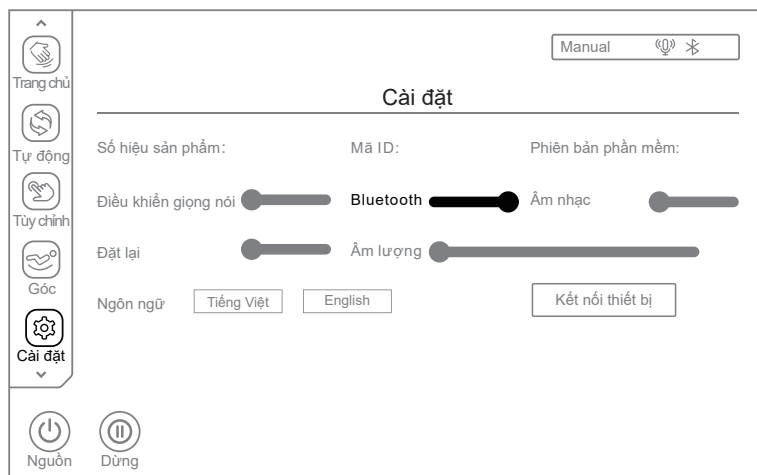 Manual
Trang chủ
Cài đặt
Tự động
Số hiệu sản phẩm: Mã ID: Phiên bản phần mềm:
Điều khiển giọng nói Bluetooth Âm nhạc
Tùy chỉnh
Đặt lại Âm lượng
Góc
Ngôn ngữ Tiếng Việt English Kết nối thiết bị
Cài đặt
Nguồn Dừng